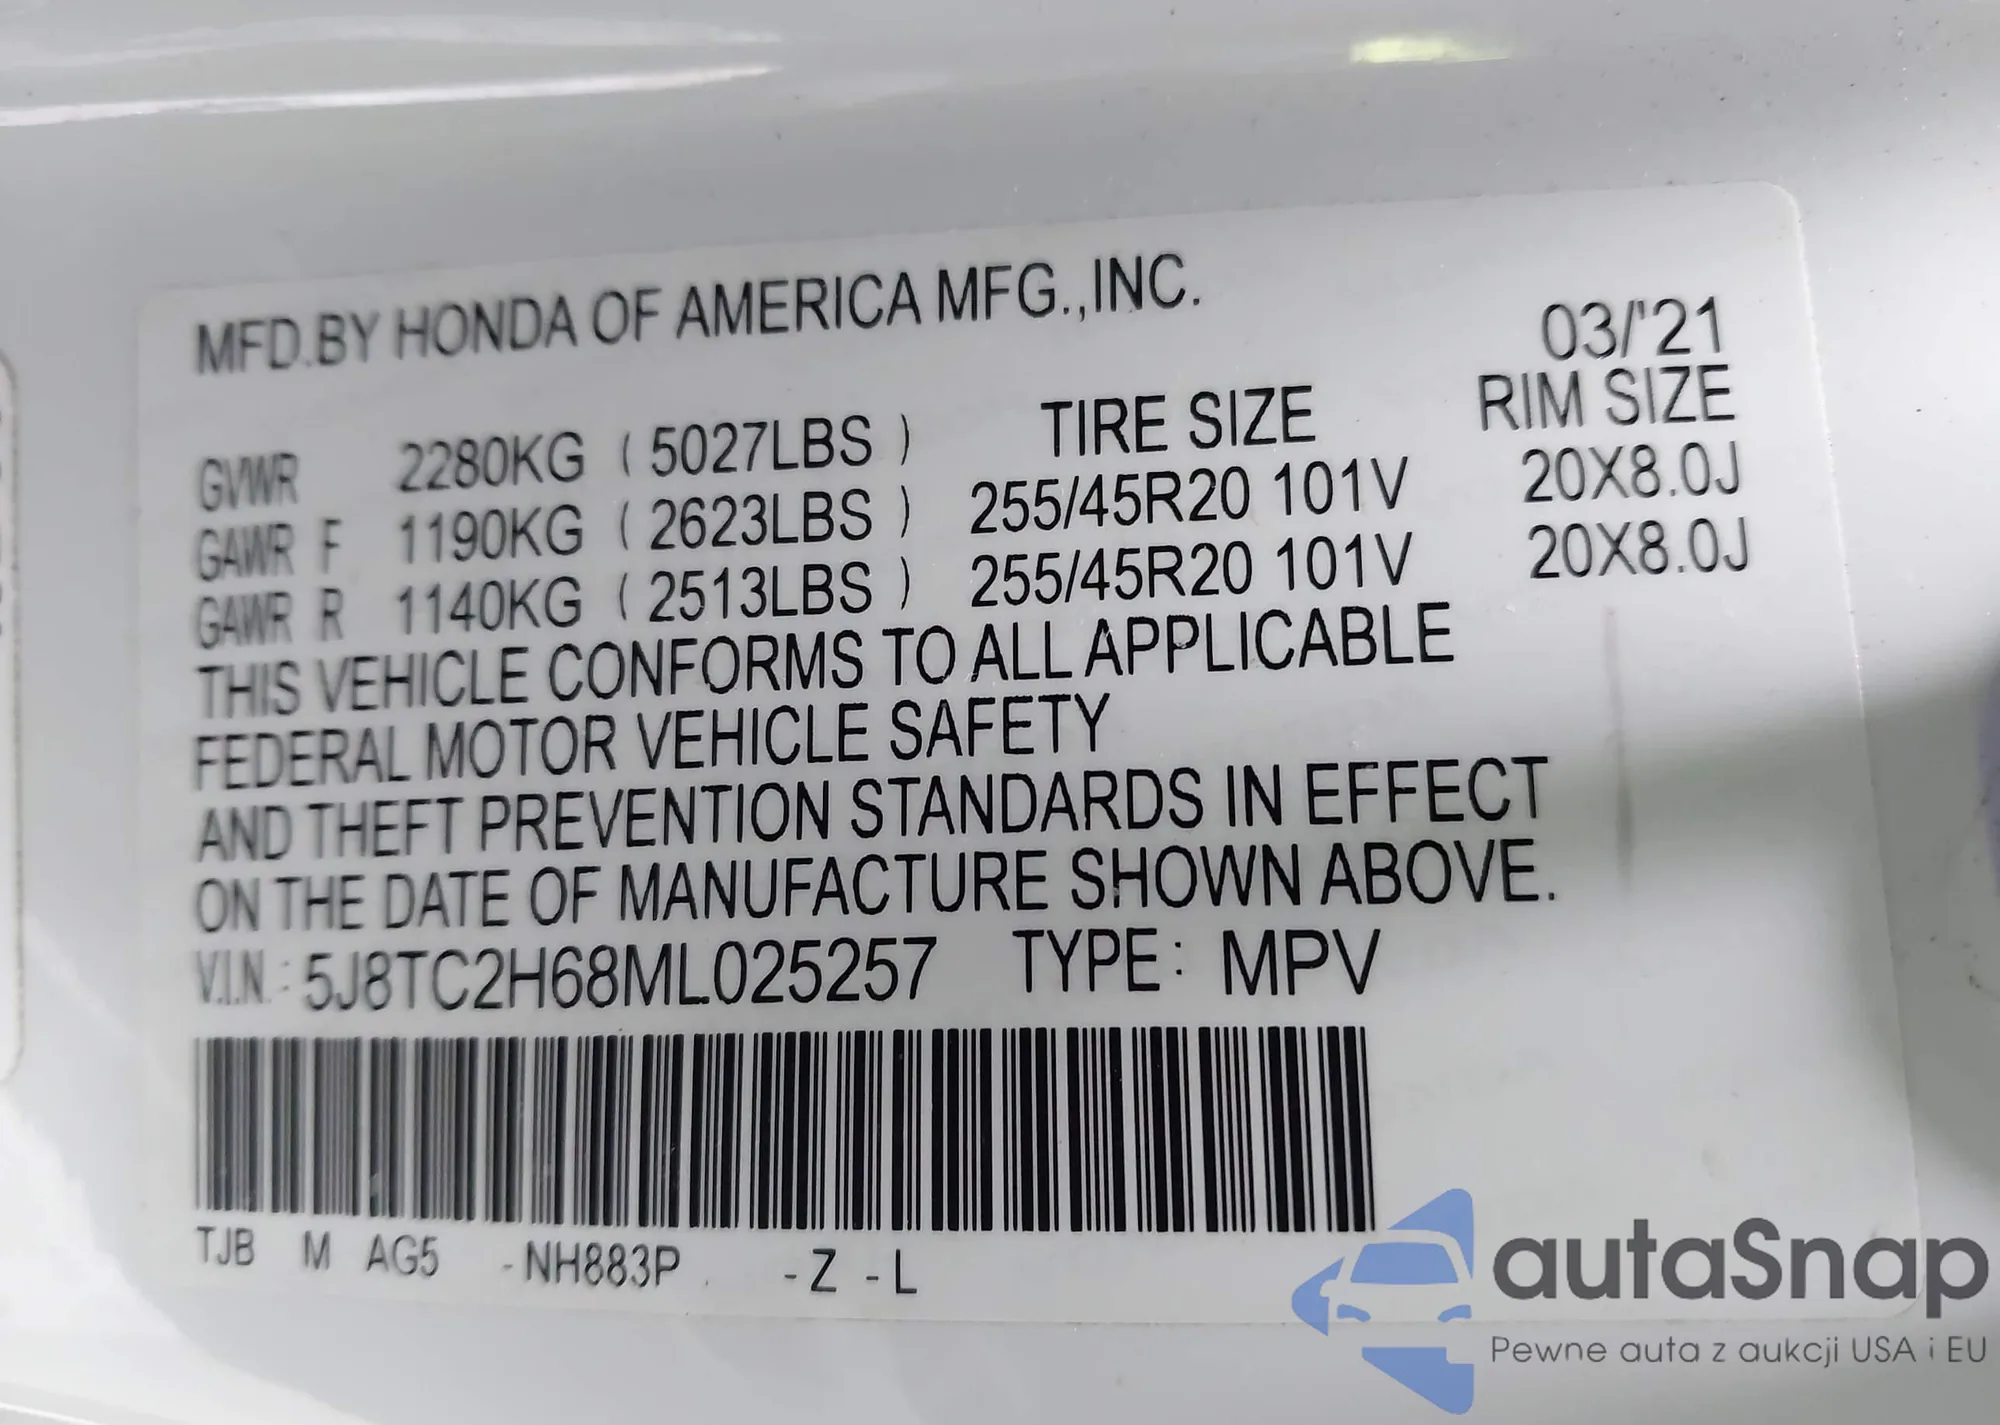 MFD.BY HONDA OF AMERICA MFG.,INC.
03/'21
GVWR 2280KG (5027LBS) TIRE SIZE RIM SIZE
GAWR F 1190KG (2623LBS) 255/45R20 101V 20X8.0J
GAWR R 1140KG (2513LBS) 255/45R20 101V 20X8.0J
THIS VEHICLE CONFORMS TO ALL APPLICABLE
FEDERAL MOTOR VEHICLE SAFETY
AND THEFT PREVENTION STANDARDS IN EFFECT
ON THE DATE OF MANUFACTURE SHOWN ABOVE.
V.I.N.: 5J8TC2H68ML025257 TYPE: MPV
TJB M AG5 -NH883P -Z -L
autaSnap
Pewne auta z aukcji USA i EU